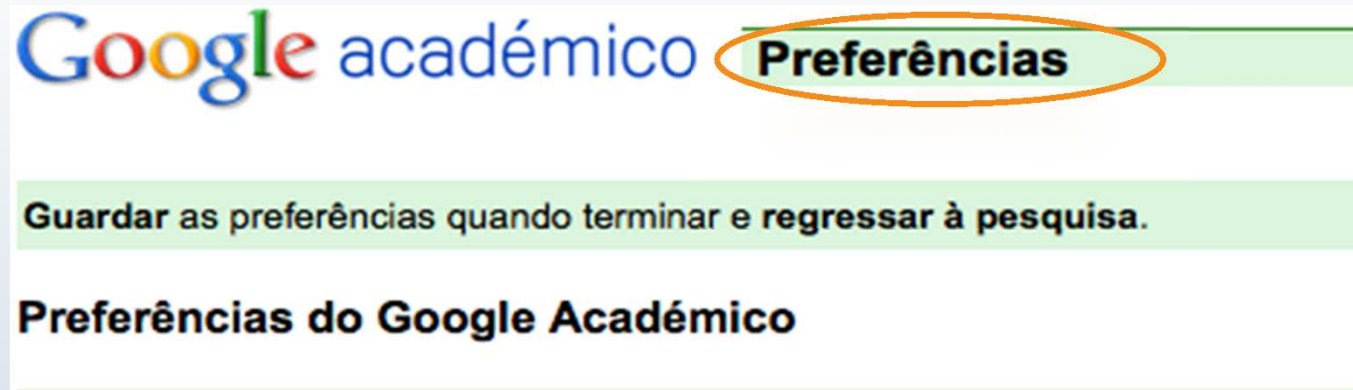 Google académico Preferências
Guardar as preferências quando terminar e regressar à pesquisa.
Preferências do Google Académico